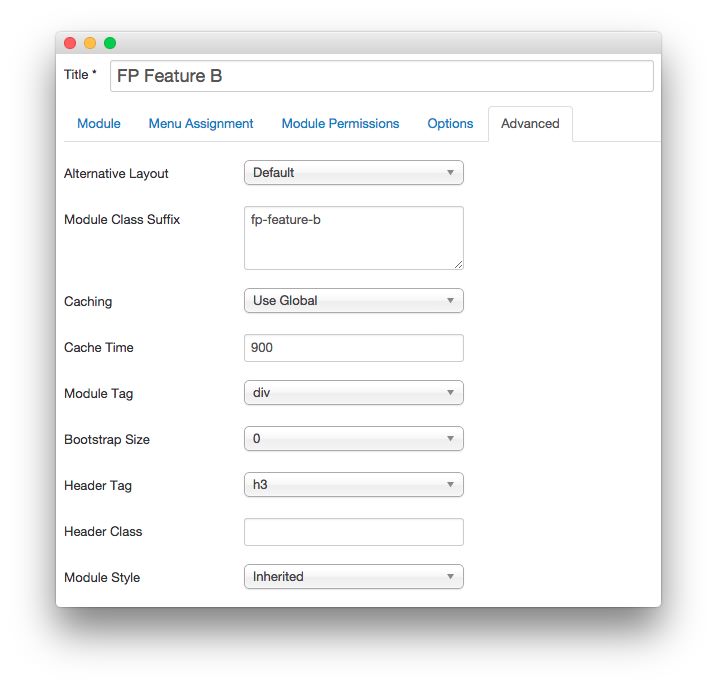 Title * FP Feature B
Module Menu Assignment Module Permissions Options Advanced
Alternative Layout Default
Module Class Suffix fp-feature-b
Caching Use Global
Cache Time 900
Module Tag div
Bootstrap Size 0
Header Tag h3
Header Class
Module Style Inherited